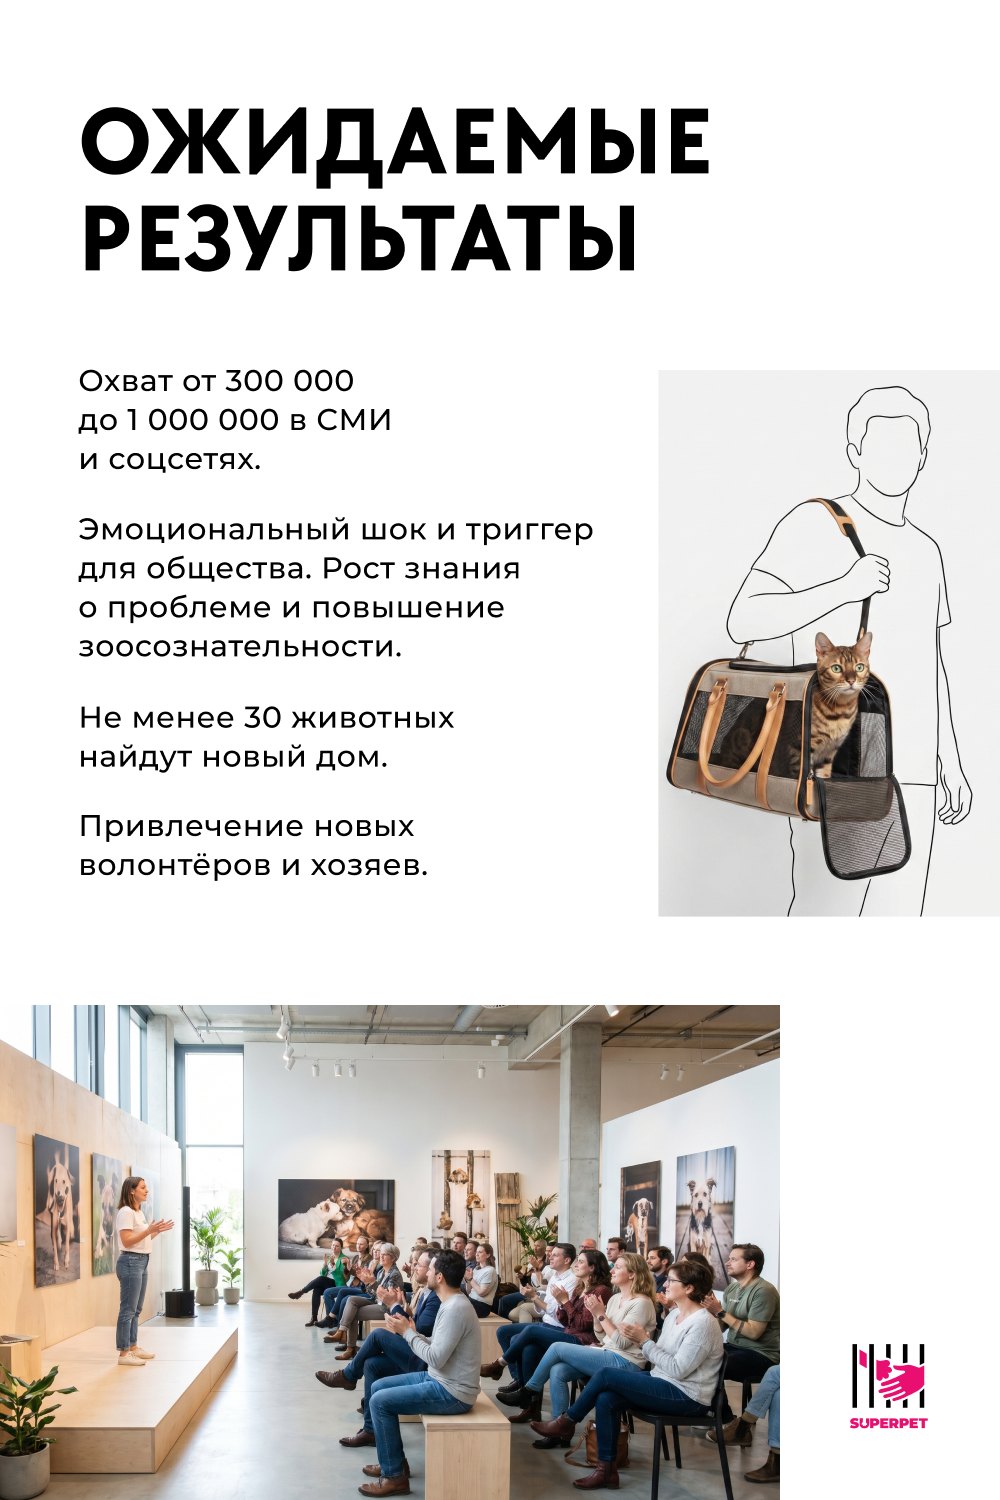 ОЖИДАЕМЫЕ
РЕЗУЛЬТАТЫ
Охват от 300 000
до 1 000 000 в СМИ
и соцсетях.
Эмоциональный шок и триггер
для общества. Рост знания
о проблеме и повышение
зоосознательности.
Не менее 30 животных
найдут новый дом.
Привлечение новых
волонтёров и хозяев.
SUPERPET